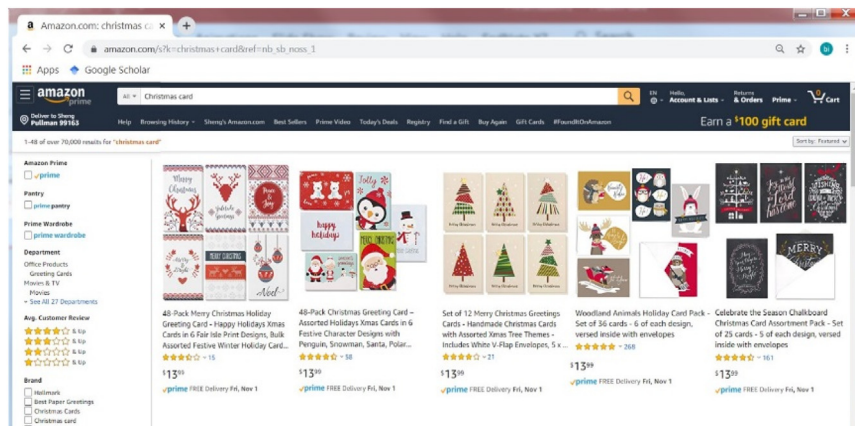 Amazon.com: christmas ca
amazon.com/s?k=christmas+card&ref=nb_sb_noss_1
Apps
Google Scholar
amazon
prime
All
Christmas card
EN
Hello,
Account & Lists
Returns
& Orders
Prime
0
Cart
Deliver to Sheng
Pullman 99163
Help
Browsing History
Sheng's Amazon.com
Best Sellers
Prime Video
Today's Deals
Registry
Find a Gift
Buy Again
Gift Cards
#FoundItOnAmazon
Earn a $100 gift card
1-48 of over 70,000 results for "christmas card"
Sort by: Featured
Amazon Prime
prime
Pantry
prime pantry
Prime Wardrobe
prime wardrobe
Department
Office Products
Greeting Cards
Movies & TV
Movies
See All 27 Departments
Avg. Customer Review
& Up
& Up
& Up
& Up
Brand
Hallmark
Best Paper Greetings
Christmas Cards
Christmas card
Merry
Christmas
Peace
&
Joy
MERRY CHRISTMAS
Noel
48-Pack Merry Christmas Holiday
Greeting Card - Happy Holidays Xmas
Cards in 6 Fair Isle Print Designs, Bulk
Assorted Festive Winter Holiday Card...
15
$13
prime FREE Delivery Fri, Nov 1
Jolly
happy
holidays
MERRY CHRISTMAS
48-Pack Christmas Greeting Card –
Assorted Holidays Xmas Cards in 6
Festive Character Designs with
Penguin, Snowman, Santa, Polar...
58
$13.99
prime FREE Delivery Fri, Nov 1
Set of 12 Merry Christmas Greetings
Cards - Handmade Christmas Cards
with Assorted Xmas Tree Themes -
Includes White V-Flap Envelopes, 5 x ...
21
$13.99
prime FREE Delivery Fri, Nov 1
Woodland Animals Holiday Card Pack -
Set of 36 cards - 6 of each design,
versed inside with envelopes
268
$13.99
prime FREE Delivery Fri, Nov 1
WISHING
MERRY
CHRISTMAS
Celebrate the Season Chalkboard
Christmas Card Assortment Pack - Set
of 25 cards - 5 of each design, versed
inside with envelopes
161
$13.99
prime FREE Delivery Fri, Nov 1